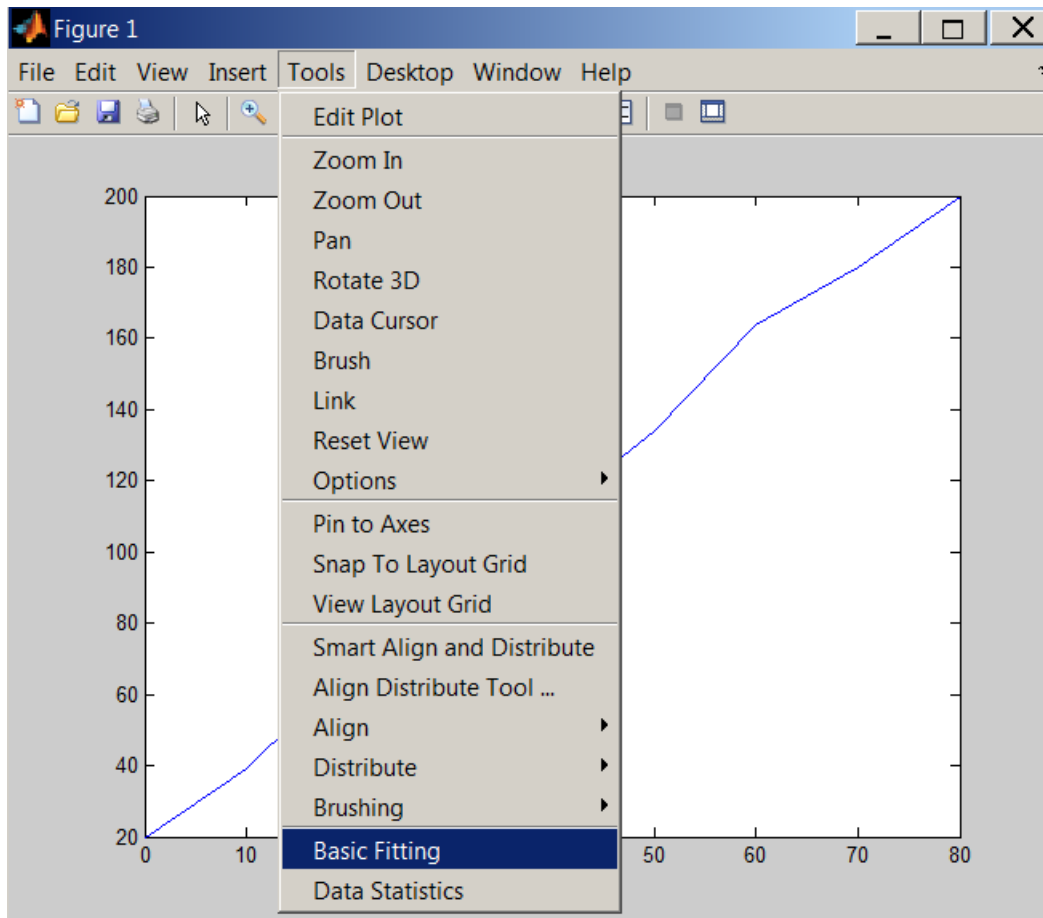 Figure 1
File Edit View Insert Tools Desktop Window Help
Edit Plot
Zoom In
Zoom Out
Pan
Rotate 3D
Data Cursor
Brush
Link
Reset View
Options
Pin to Axes
Snap To Layout Grid
View Layout Grid
Smart Align and Distribute
Align Distribute Tool ...
Align
Distribute
Brushing
Basic Fitting
Data Statistics
200
180
160
140
120
100
80
60
40
20
0 10 50 60 70 80